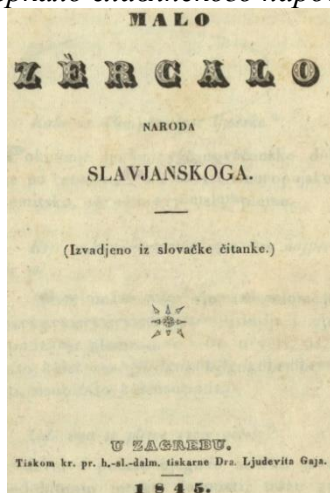 MALO
ZÈRCALO
NARODA
SLAVJANSKOGA.
(Izvadjeno iz slovačke čitanke.)
U ZAGREBU.
Tiskom kr. pr. h.-sl.-dalm. tiskarne Dra. Ljudevita Gaja.
1845.